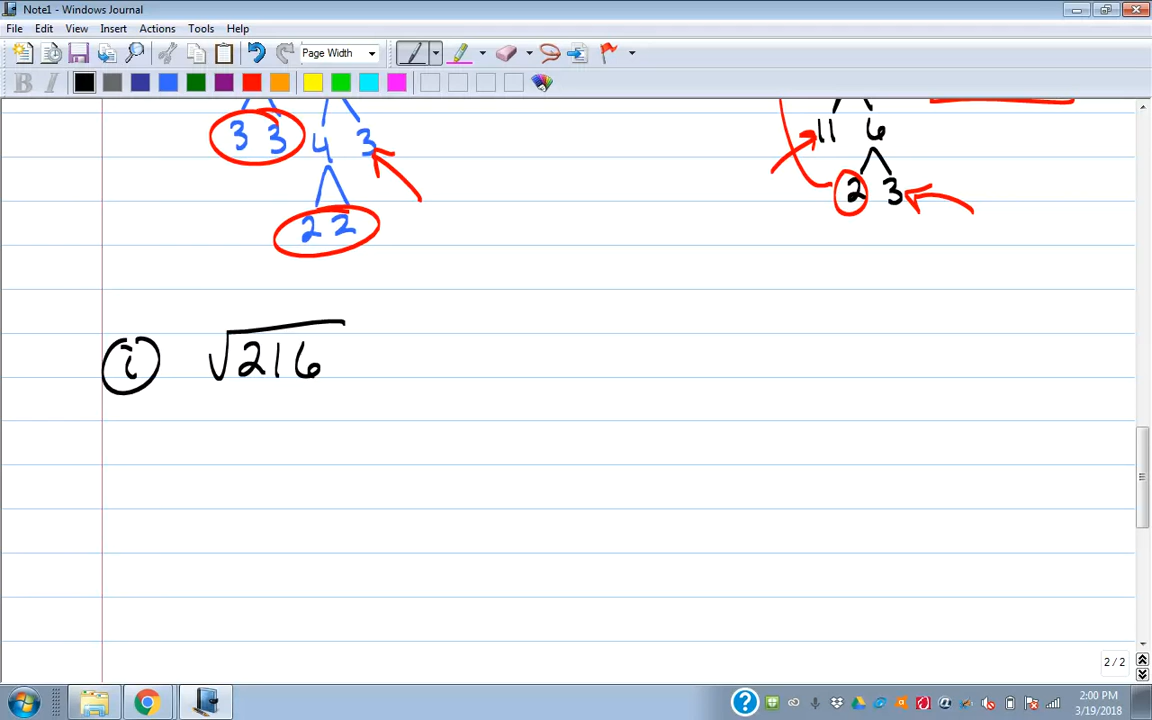 Note1 - Windows Journal
File Edit View Insert Actions Tools Help
Page Width
B I
3 3 4 3
11 6
2 3
2 2
i √216
2 / 2
2:00 PM
3/19/2018